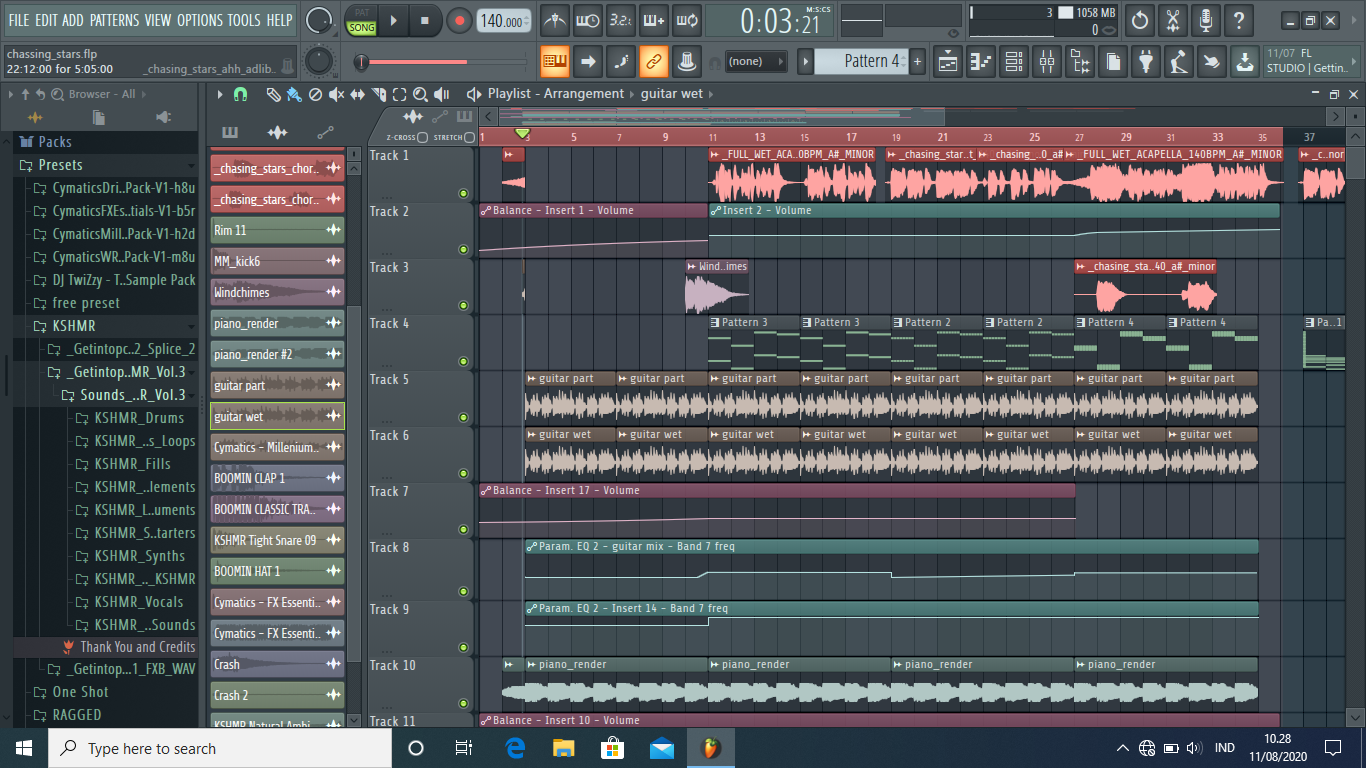 FILE EDIT ADD PATTERNS VIEW OPTIONS TOOLS HELP
PAT
SONG
140.000
3.2.
0:03:21
M:S:CS
3
1058 MB
0
chassing_stars.flp
22:12:00 for 5:05:00
_chasing_stars_ahh_adlib..
(none)
Pattern 4
11/07 FL
STUDIO | Gettin..
Browser - All
Playlist - Arrangement
guitar wet
Z-CROSS
STRETCH
1
3
5
7
9
11
13
15
17
19
21
23
25
27
29
31
33
35
37
Packs
Presets
CymaticsDri..Pack-V1-h8u
CymaticsFXEs..tials-V1-b5r
CymaticsMill..Pack-V1-h2d
CymaticsWR..Pack-V1-m8u
DJ TwiZzy - T..Sample Pack
free preset
KSHMR
_Getintopc..2_Splice_2
_Getintop..MR_Vol.3
Sounds_..R_Vol.3
KSHMR_Drums
KSHMR_..s_Loops
KSHMR_Fills
KSHMR_..lements
KSHMR_L..uments
KSHMR_S..tarters
KSHMR_Synths
KSHMR_.._KSHMR
KSHMR_Vocals
KSHMR_..Sounds
Thank You and Credits
_Getintop...1_FXB_WAV
One Shot
RAGGED
_chasing_stars_chor..
_chasing_stars_chor..
Rim 11
MM_kick6
Windchimes
piano_render
piano_render #2
guitar part
guitar wet
Cymatics - Millenium..
BOOMIN CLAP 1
BOOMIN CLASSIC TRA..
KSHMR Tight Snare 09
BOOMIN HAT 1
Cymatics - FX Essenti..
Cymatics - FX Essenti..
Crash
Crash 2
KSHMR Natural Ambi..
Track 1
_FULL_WET_ACA..0BPM_A#_MINOR
_chasing_star..t_
_chasing_..0_a#
_FULL_WET_ACAPELLA_140BPM_A#_MINOR
_c..nor
Track 2
Balance - Insert 1 - Volume
Insert 2 - Volume
Track 3
Wind..imes
_chasing_sta..40_a#_minor
Track 4
Pattern 3
Pattern 3
Pattern 2
Pattern 2
Pattern 4
Pattern 4
Pa..1
Track 5
guitar part
guitar part
guitar part
guitar part
guitar part
guitar part
guitar part
guitar part
Track 6
guitar wet
guitar wet
guitar wet
guitar wet
guitar wet
guitar wet
guitar wet
guitar wet
Track 7
Balance - Insert 17 - Volume
Track 8
Param. EQ 2 - guitar mix - Band 7 freq
Track 9
Param. EQ 2 - Insert 14 - Band 7 freq
Track 10
piano_render
piano_render
piano_render
piano_render
Track 11
Balance - Insert 10 - Volume
Type here to search
IND
10.28
11/08/2020